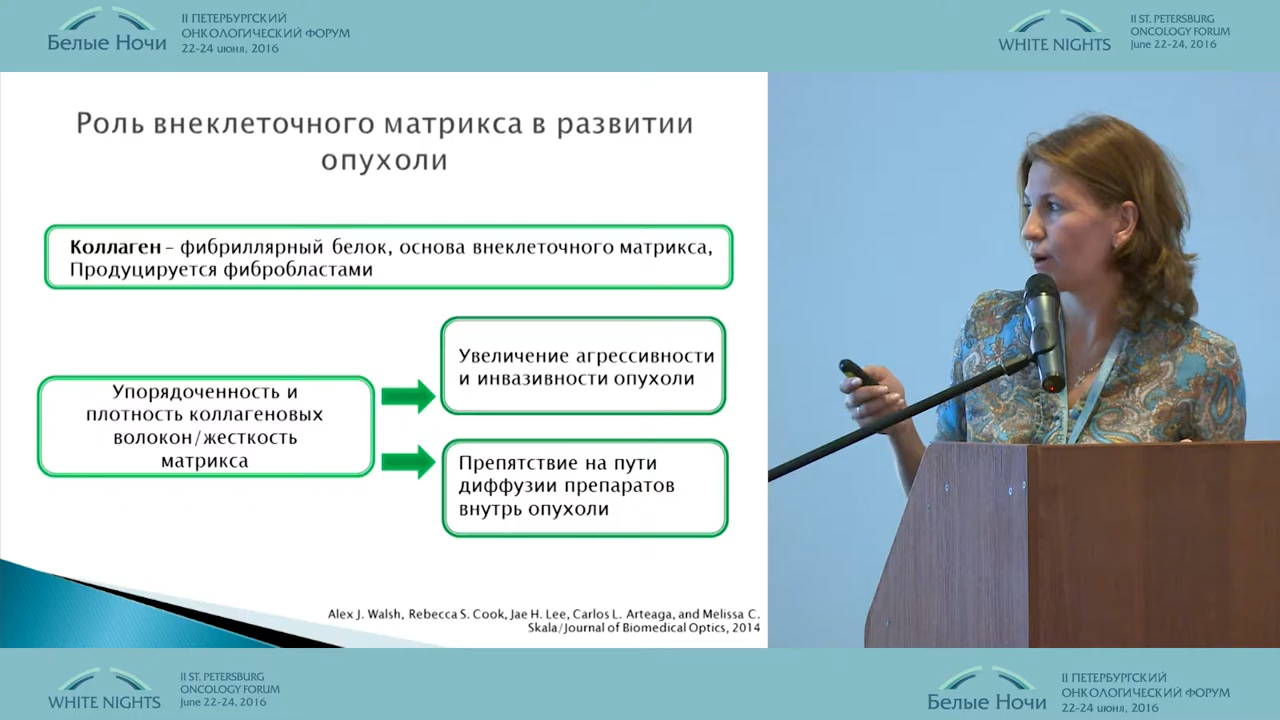 Белые Ночи
II ПЕТЕРБУРГСКИЙ
ОНКОЛОГИЧЕСКИЙ ФОРУМ
22-24 июня, 2016
WHITE NIGHTS
II ST. PETERSBURG
ONCOLOGY FORUM
June 22-24, 2016
Роль внеклеточного матрикса в развитии
опухоли
Коллаген – фибриллярный белок, основа внеклеточного матрикса,
Продуцируется фибробластами
Упорядоченность и
плотность коллагеновых
волокон/жесткость
матрикса
Увеличение агрессивности
и инвазивности опухоли
Препятствие на пути
диффузии препаратов
внутрь опухоли
Alex J. Walsh, Rebecca S. Cook, Jae H. Lee, Carlos L. Arteaga, and Melissa C.
Skala/Journal of Biomedical Optics, 2014
WHITE NIGHTS
II ST. PETERSBURG
ONCOLOGY FORUM
June 22-24, 2016
Белые Ночи
II ПЕТЕРБУРГСКИЙ
ОНКОЛОГИЧЕСКИЙ ФОРУМ
22-24 июня, 2016